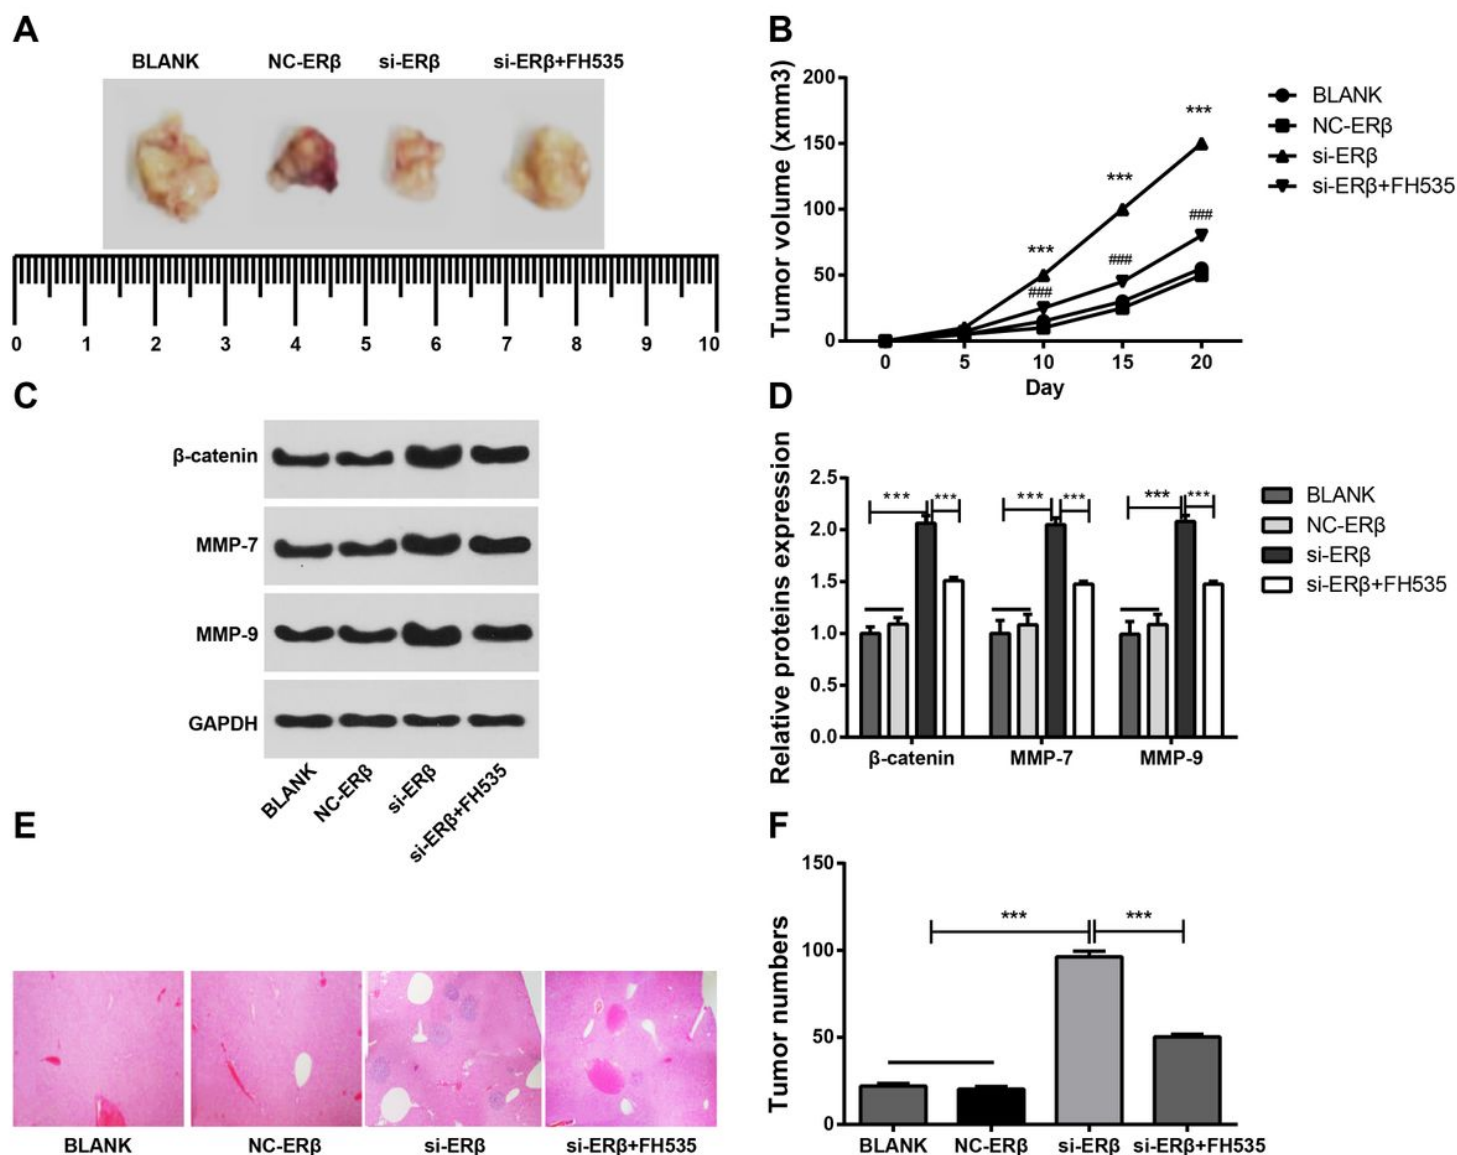 A
BLANK NC-ERβ si-ERβ si-ERβ+FH535
0 1 2 3 4 5 6 7 8 9 10
B
Tumor volume (xmm3)
200
150
100
50
0
*** *** ***
### ### ###
0 5 10 15 20
Day
BLANK
NC-ERβ
si-ERβ
si-ERβ+FH535
C
β-catenin
MMP-7
MMP-9
GAPDH
BLANK NC-ERβ si-ERβ si-ERβ+FH535
D
Relative proteins expression
2.5
2.0
1.5
1.0
0.5
0.0
*** *** *** *** *** ***
β-catenin MMP-7 MMP-9
BLANK
NC-ERβ
si-ERβ
si-ERβ+FH535
E
BLANK NC-ERβ si-ERβ si-ERβ+FH535
F
Tumor numbers
150
100
50
0
*** ***
BLANK NC-ERβ si-ERβ si-ERβ+FH535